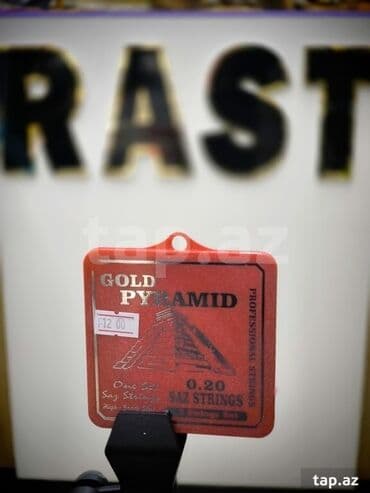 RAST
tap.az
GOLD
PYRAMID
PROFESSIONAL STRINGS
12 00
One Set
Saz Strings
0.20
SAZ STRINGS
tap.az